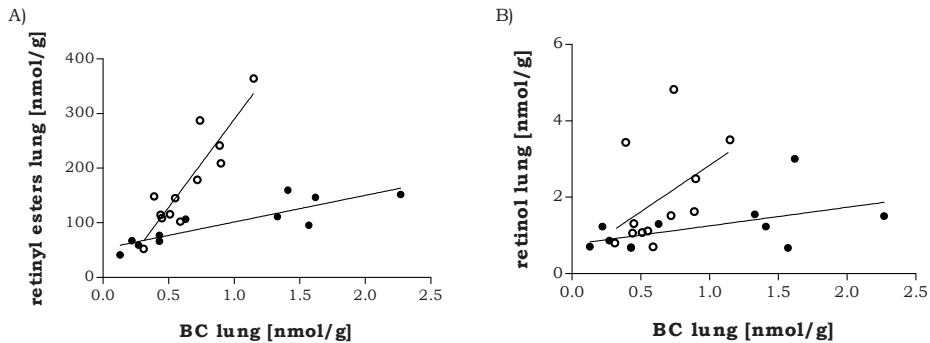 A)
retinyl esters lung [nmol/g]
400
300
200
100
0
0.0 0.5 1.0 1.5 2.0 2.5
BC lung [nmol/g]
B)
retinol lung [nmol/g]
6
4
2
0
0.0 0.5 1.0 1.5 2.0 2.5
BC lung [nmol/g]